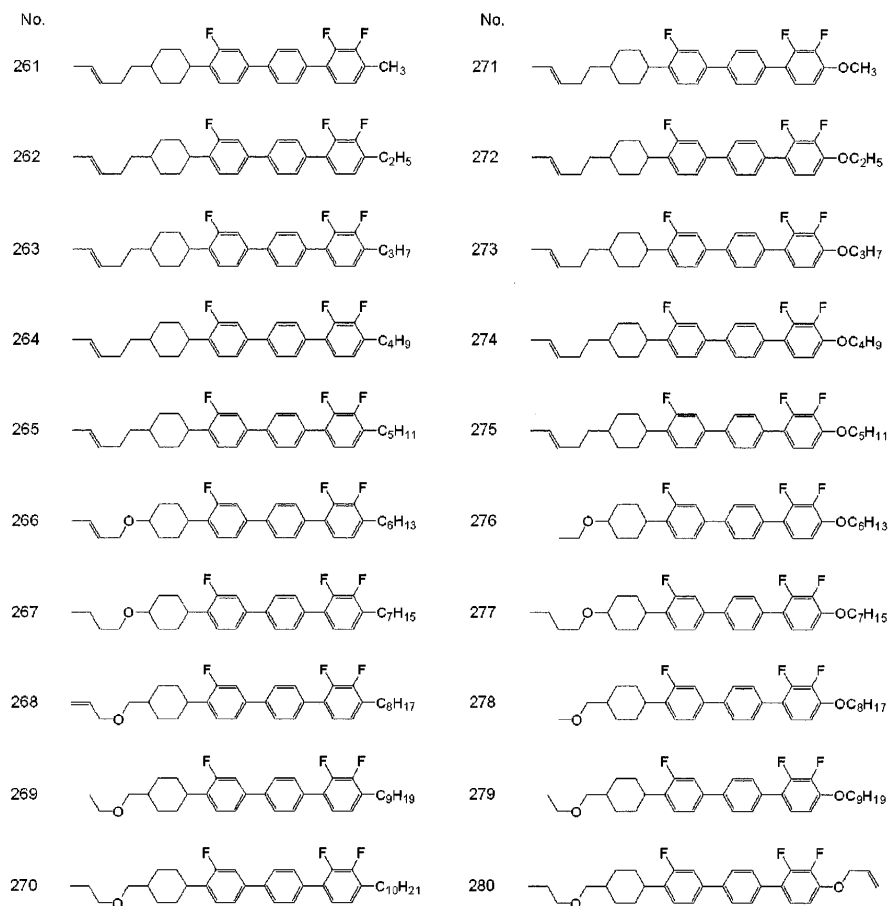 No.
F F F
261 CH3
F F F
262 C2H5
F F F
263 C3H7
F F F
264 C4H9
F F F
265 C5H11
F F F
266 O C6H13
F F F
267 O C7H15
F F F
268 O C8H17
F F F
269 O C9H19
F F F
270 O C10H21
No.
F F F
271 OCH3
F F F
272 OC2H5
F F F
273 OC3H7
F F F
274 OC4H9
F F F
275 OC5H11
F F F
276 O OC6H13
F F F
277 O OC7H15
F F F
278 O OC8H17
F F F
279 O OC9H19
F F F
280 O O